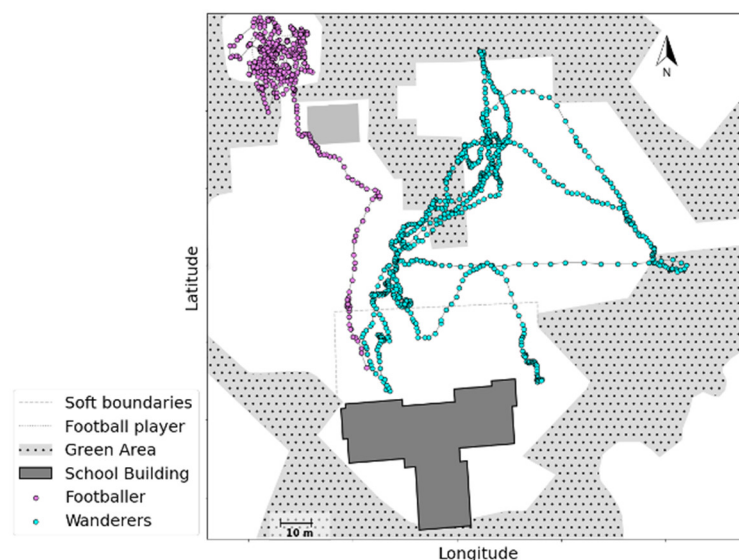 N
Latitude
Soft boundaries
Football player
Green Area
School Building
Footballer
Wanderers
10 m
Longitude